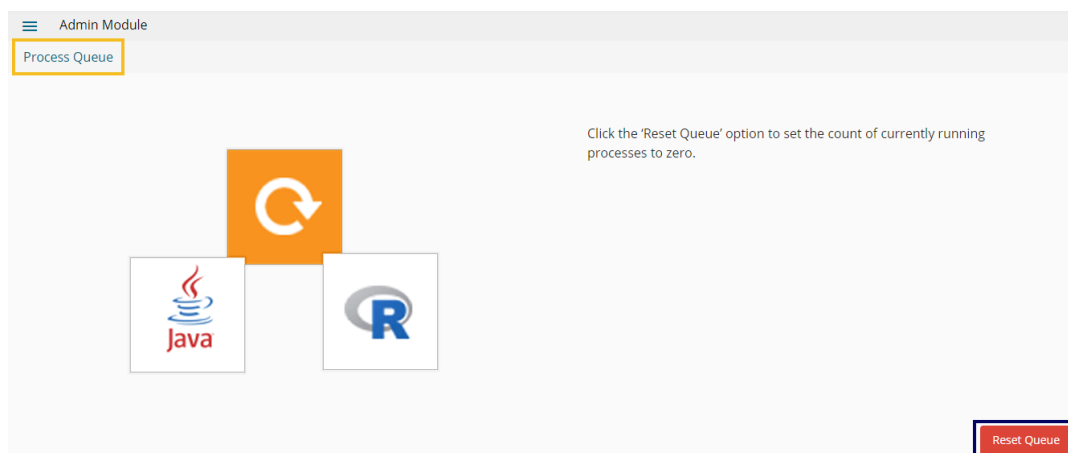 Admin Module
Process Queue
Click the ‘Reset Queue’ option to set the count of currently running
processes to zero.
Java
R
Reset Queue